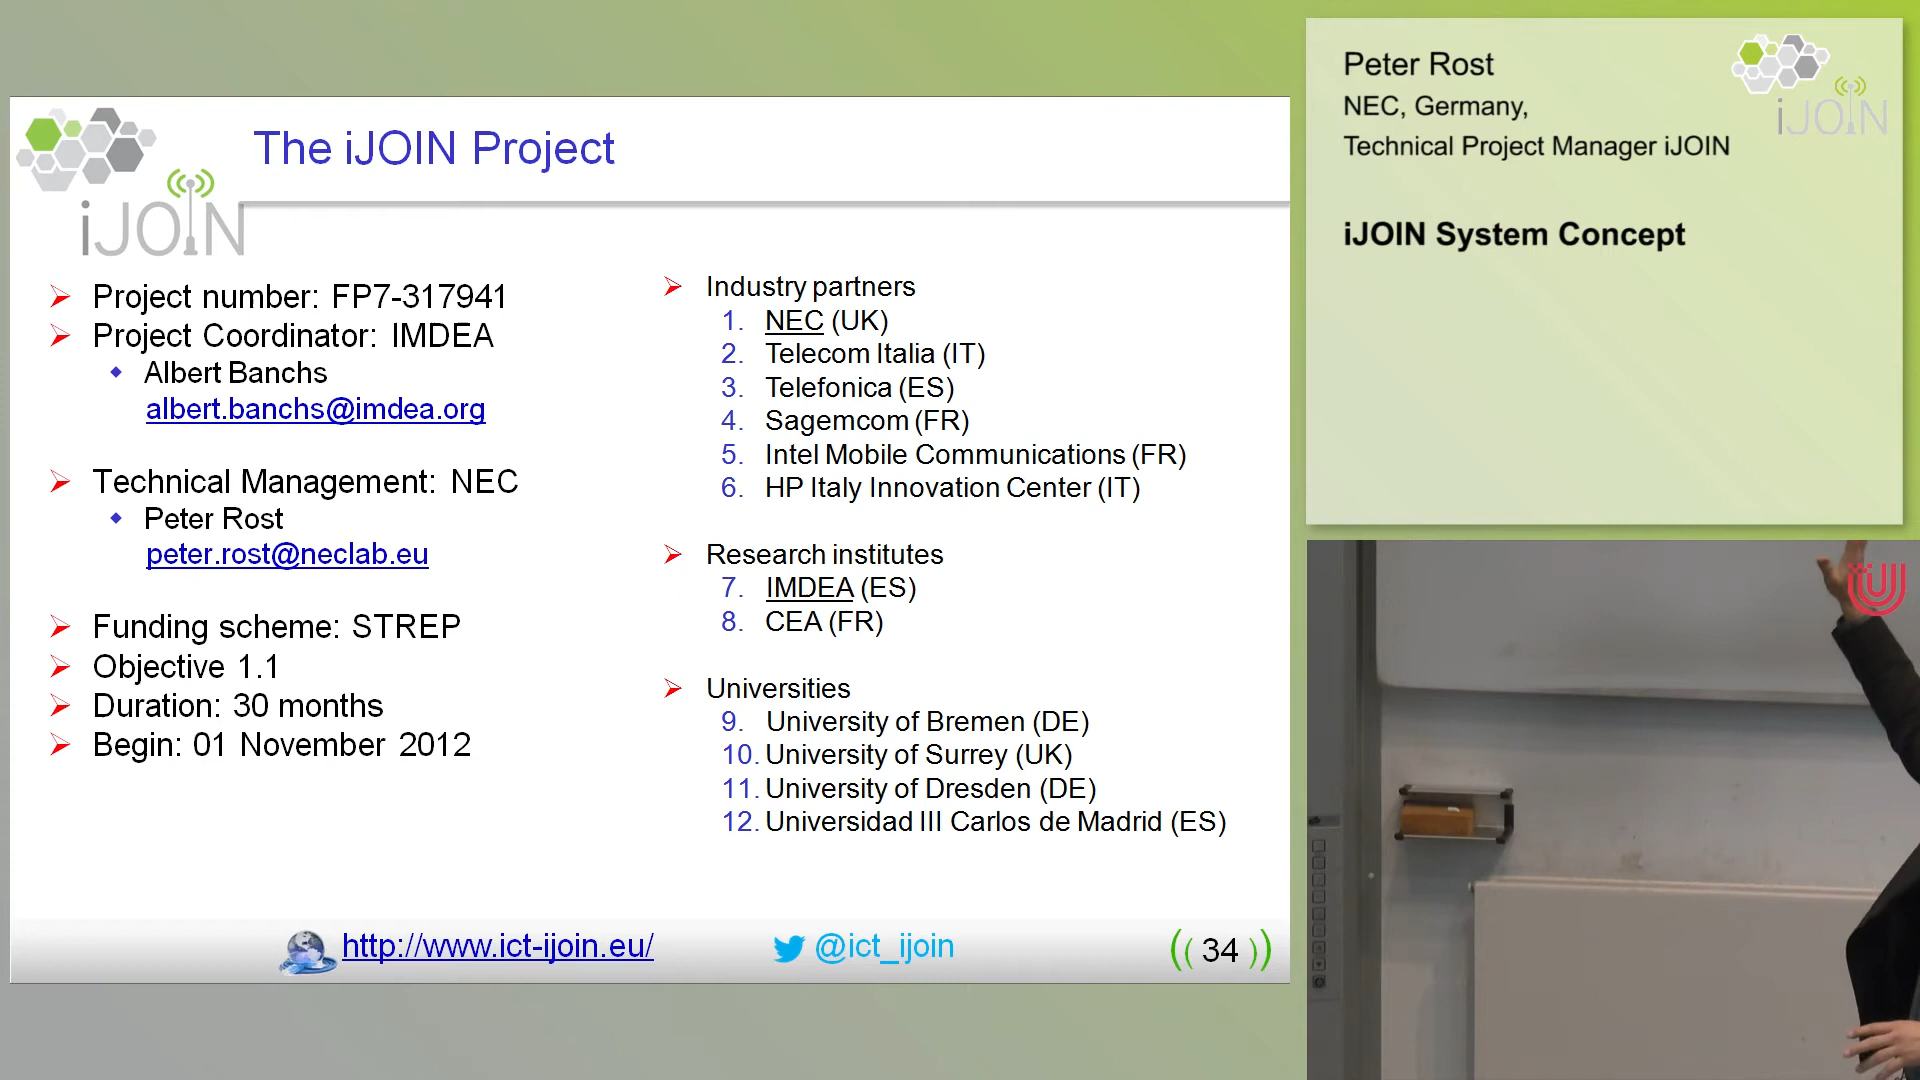 iJOIN
The iJOIN Project
Project number: FP7-317941
Project Coordinator: IMDEA
Albert Banchs
albert.banchs@imdea.org
Technical Management: NEC
Peter Rost
peter.rost@neclab.eu
Funding scheme: STREP
Objective 1.1
Duration: 30 months
Begin: 01 November 2012
Industry partners
1. NEC (UK)
2. Telecom Italia (IT)
3. Telefonica (ES)
4. Sagemcom (FR)
5. Intel Mobile Communications (FR)
6. HP Italy Innovation Center (IT)
Research institutes
7. IMDEA (ES)
8. CEA (FR)
Universities
9. University of Bremen (DE)
10. University of Surrey (UK)
11. University of Dresden (DE)
12. Universidad III Carlos de Madrid (ES)
http://www.ict-ijoin.eu/
@ict_ijoin
34
Peter Rost
NEC, Germany,
Technical Project Manager iJOIN
iJOIN
iJOIN System Concept